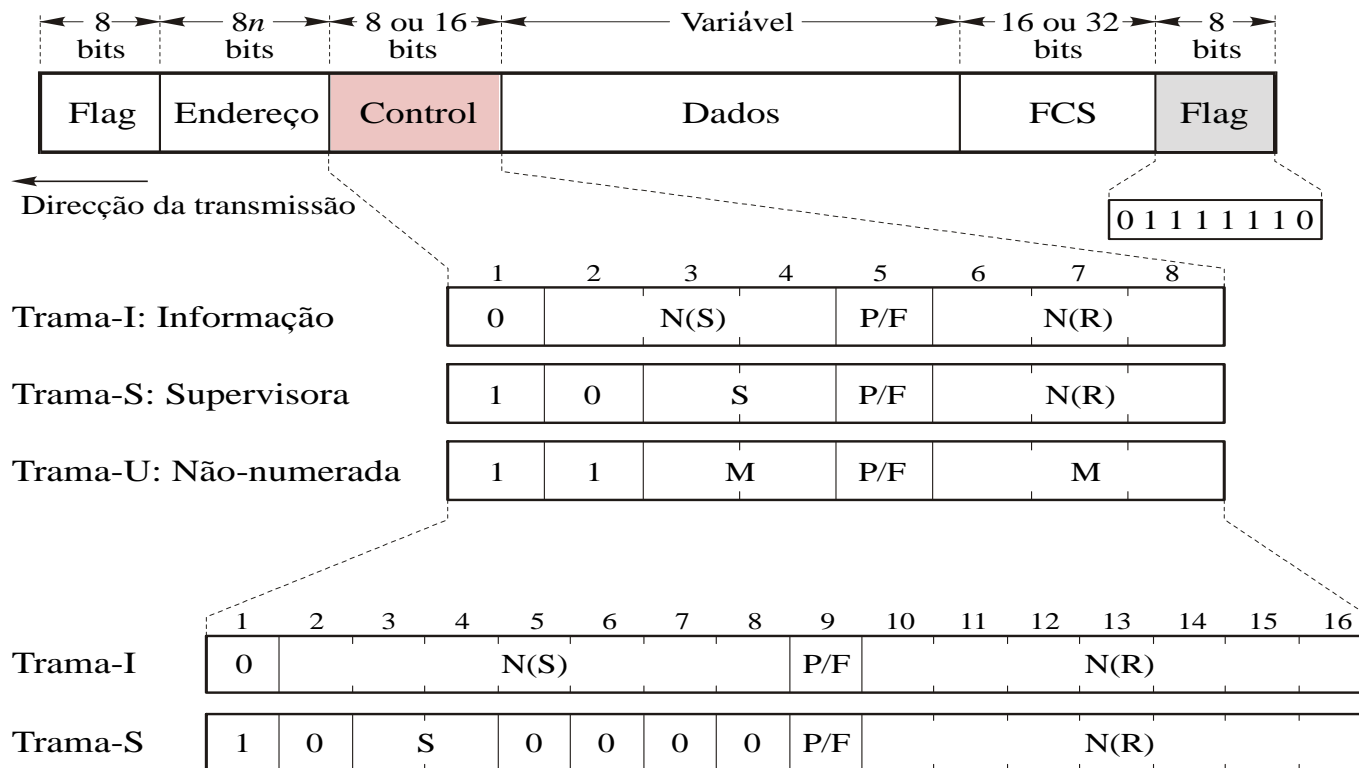 8 bits 8n bits 8 ou 16 bits Variável 16 ou 32 bits 8 bits
Flag Endereço Control Dados FCS Flag
Direcção da transmissão
0 1 1 1 1 1 1 0
1 2 3 4 5 6 7 8
Trama-I: Informação 0 N(S) P/F N(R)
Trama-S: Supervisora 1 0 S P/F N(R)
Trama-U: Não-numerada 1 1 M P/F M
1 2 3 4 5 6 7 8 9 10 11 12 13 14 15 16
Trama-I 0 N(S) P/F N(R)
Trama-S 1 0 S 0 0 0 0 P/F N(R)